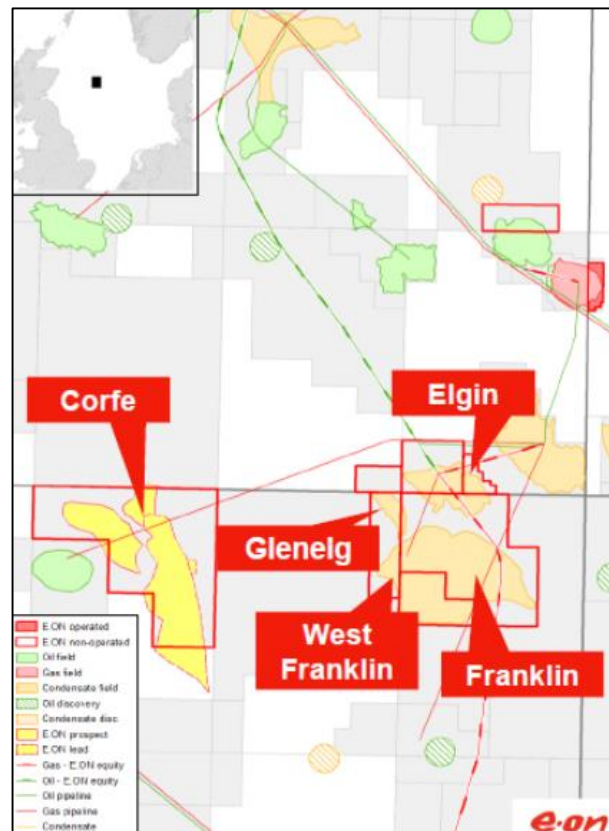 Corfe
Elgin
Glenelg
West
Franklin
Franklin
E.ON operated
E.ON non-operated
Oil field
Gas field
Condensate field
Oil discovery
Condensate disc.
E.ON prospect
E.ON lead
Gas - E.ON equity
Oil - E.ON equity
Oil pipeline
Gas pipeline
Condensate
e·on